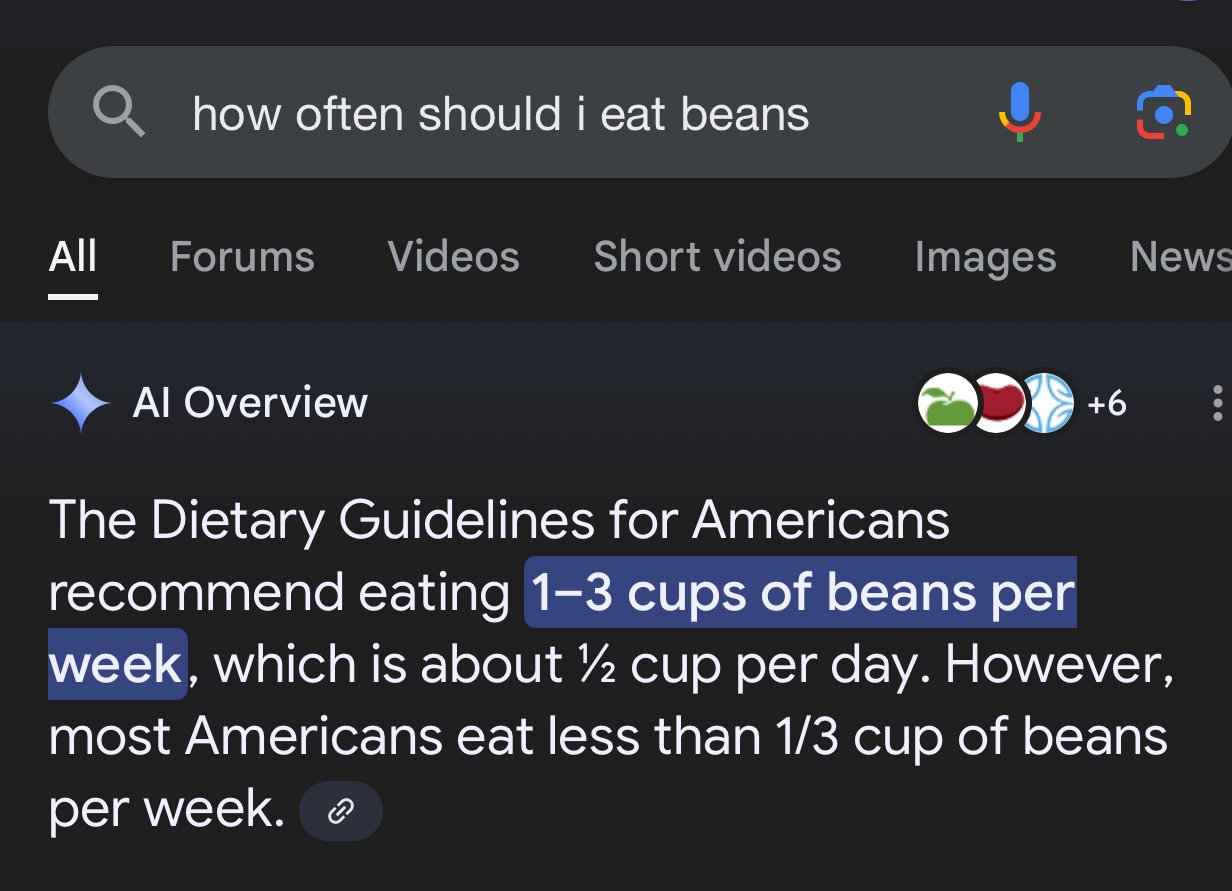 how often should i eat beans
All Forums Videos Short videos Images News
AI Overview +6
The Dietary Guidelines for Americans
recommend eating 1–3 cups of beans per
week, which is about ½ cup per day. However,
most Americans eat less than 1/3 cup of beans
per week.